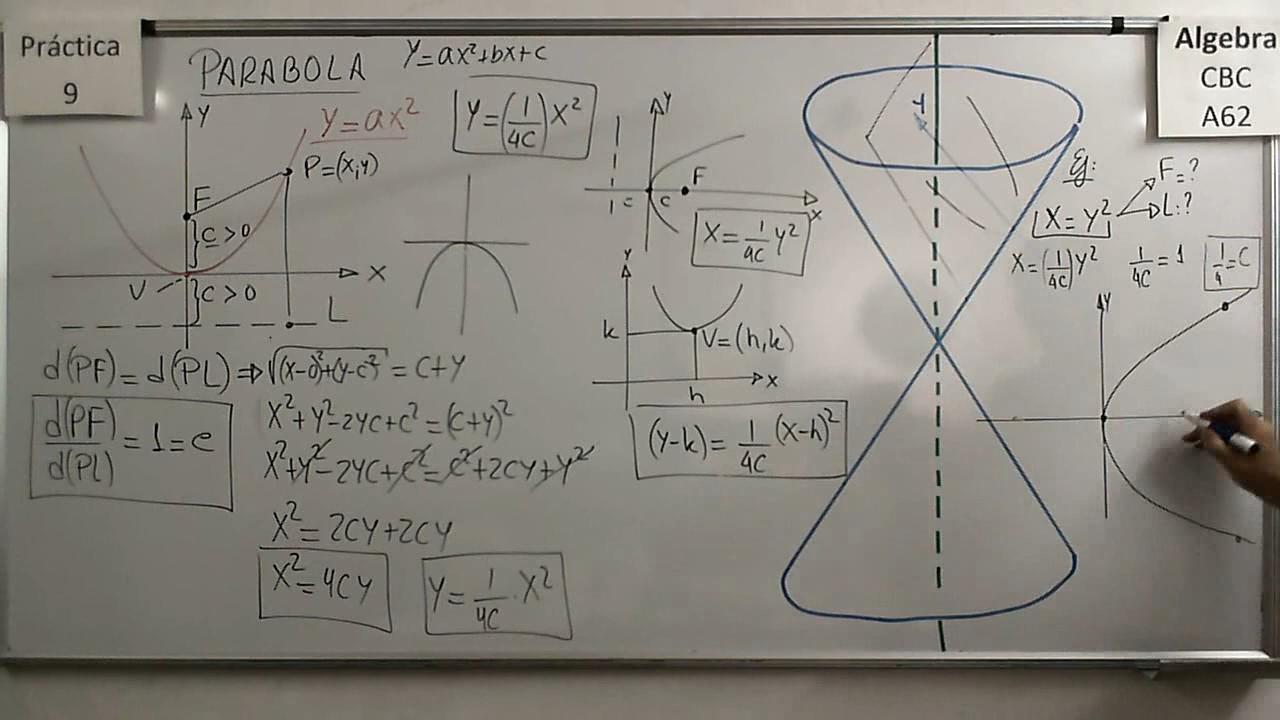 Práctica
9
Algebra
CBC
A62
PARABOLA
Y=ax²+bx+c
Y=(1/4C)X²
Y
Y=ax²
P=(x,y)
F
C>0
X
V
C>0
L
d(PF)=d(PL)⇒√(X-0)²+(Y-C)² = C+Y
d(PF)/d(PL) = 1 = e
X²+Y²-2YC+C²=(C+Y)²
X²+Y²-2YC+C²=C²+2CY+Y²
X²=2CY+2CY
X²=4CY
Y=1/4C.X²
Y
F
C
C
X
X=1/4C Y²
Y
k
V=(h,k)
h
X
(Y-k)=1/4C (X-h)²
Y
Ej:
X=Y²
F=?
L:?
X=(1/4C)Y²
1/4C=1
1/4=C
Y